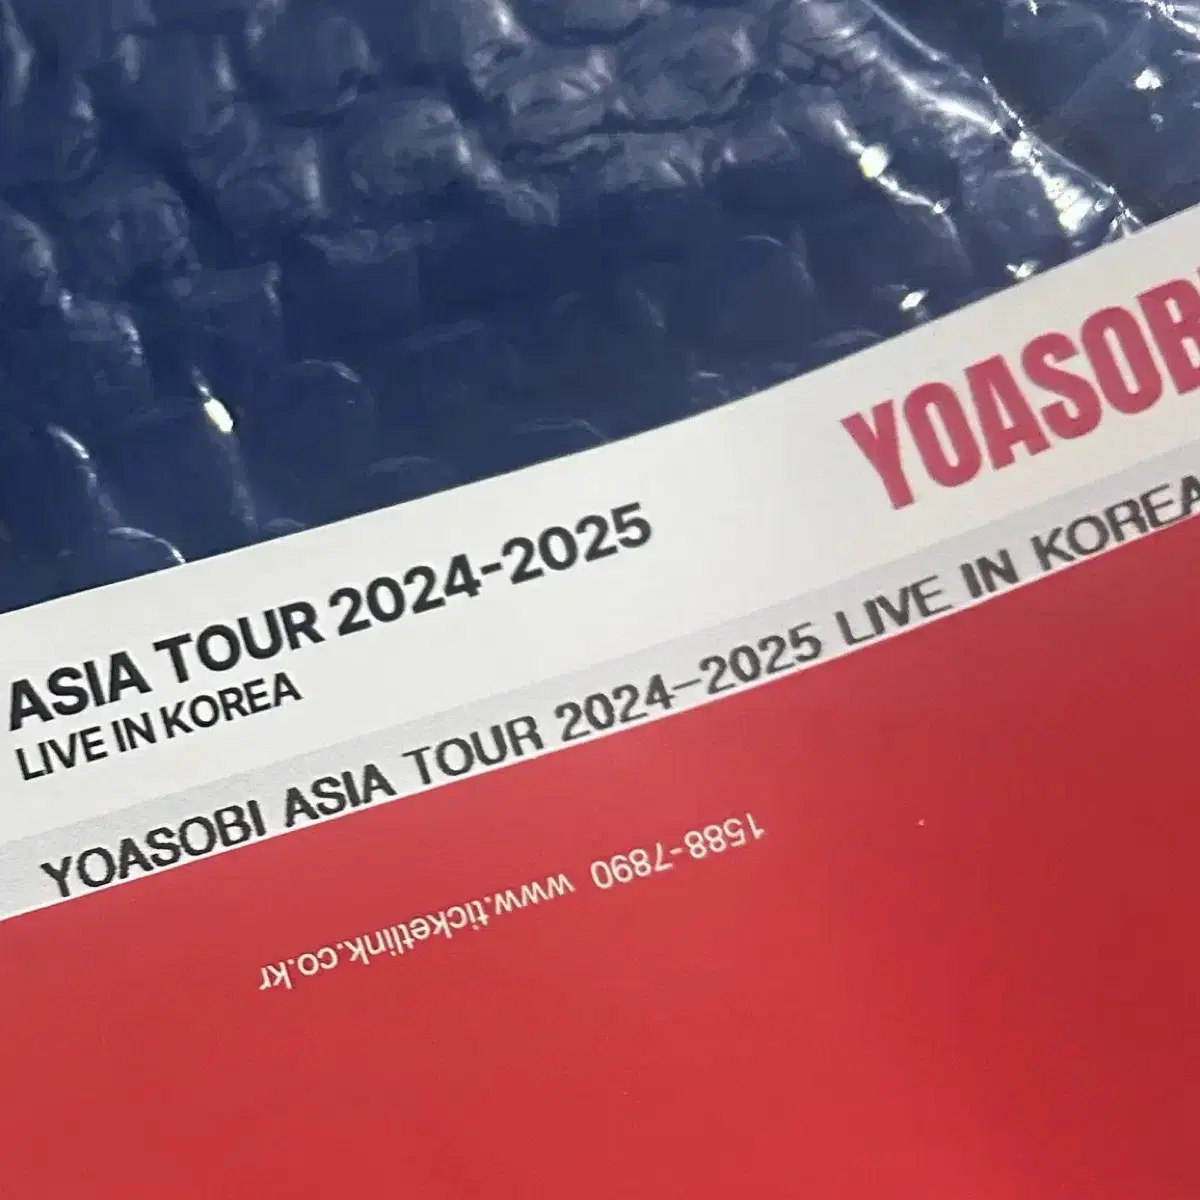 YOASOB
ASIA TOUR 2024-2025
LIVE IN KOREA
YOASOBI ASIA TOUR 2024-2025 LIVE IN KOREA
1588-7890 www.ticketlink.co.kr